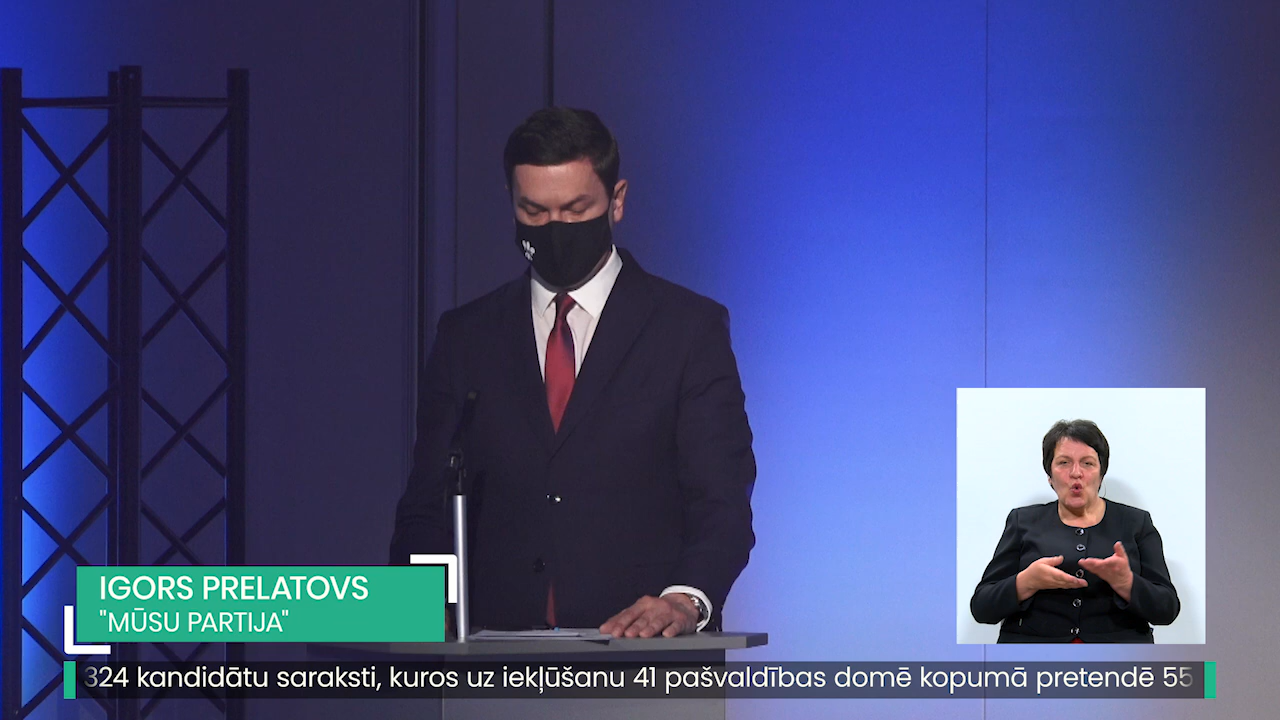 IGORS PRELATOVS
"MŪSU PARTIJA"
324 kandidātu saraksti, kuros uz iekļūšanu 41 pašvaldības domē kopumā pretendē 55